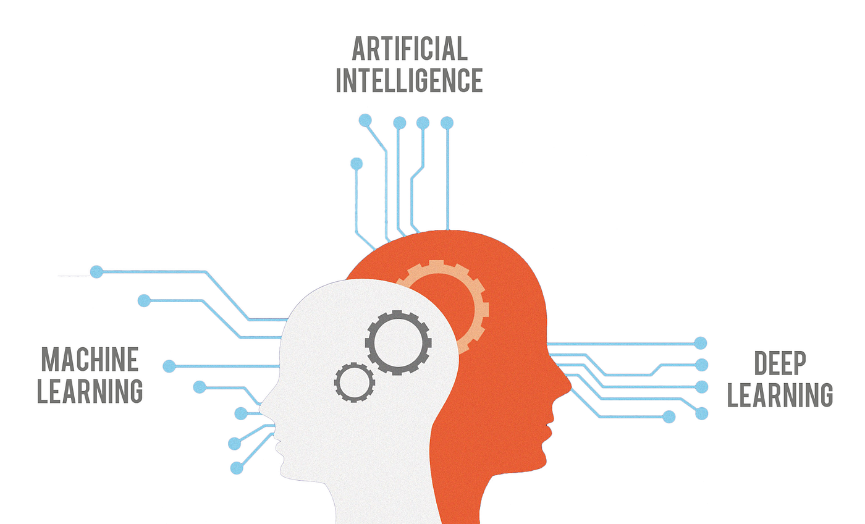 ARTIFICIAL
INTELLIGENCE
MACHINE
LEARNING
DEEP
LEARNING